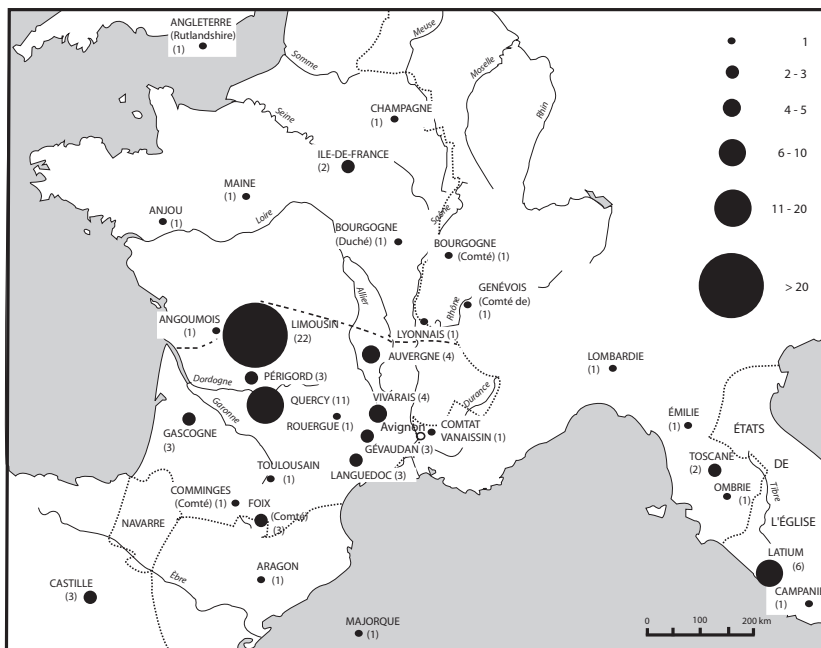 ANGLETERRE
(Rutlandshire)
(1)
Meuse
Somme
Moselle
Rhin
Seine
CHAMPAGNE
(1)
ILE-DE-FRANCE
(2)
MAINE
(1)
ANJOU
(1)
Loire
Saône
BOURGOGNE
(Duché) (1)
BOURGOGNE
(Comté) (1)
Allier
GENÉVOIS
(Comté de)
(1)
Rhône
ANGOUMOIS
(1)
LIMOUSIN
(22)
LYONNAIS (1)
AUVERGNE (4)
LOMBARDIE
(1)
PÉRIGORD (3)
Dordogne
Durance
QUERCY (11)
VIVARAIS (4)
Garonne
ROUERGUE (1)
Avignon
COMTAT
VANAISSIN (1)
GASCOGNE
(3)
GÉVAUDAN (3)
ÉMILIE
(1)
ÉTATS
TOULOUSAIN
(1)
LANGUEDOC (3)
TOSCANE
(2)
DE
OMBRIE
(1)
Tibre
COMMINGES
(Comté) (1)
FOIX
(Comté)
(3)
NAVARRE
L'ÉGLISE
LATIUM
(6)
Èbre
ARAGON
(1)
CASTILLE
(3)
CAMPANIE
(1)
MAJORQUE
(1)
1
2 - 3
4 - 5
6 - 10
11 - 20
> 20
0 100 200 km